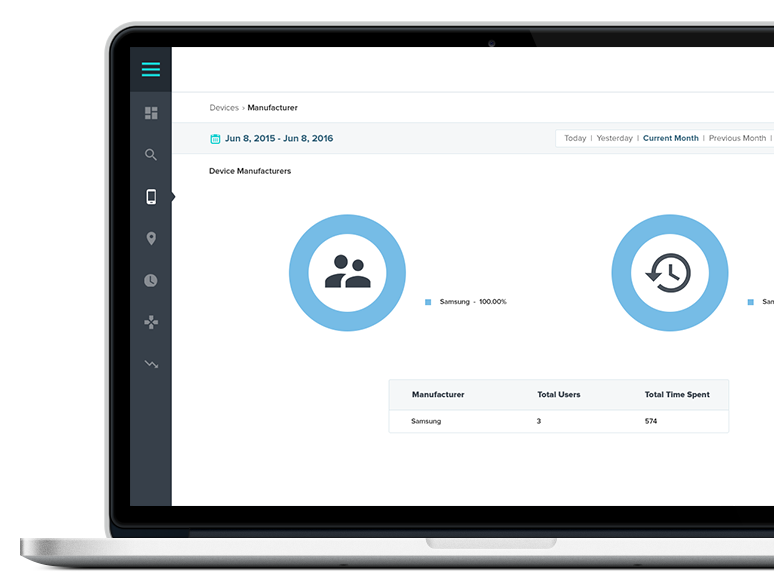 Devices › Manufacturer
Jun 8, 2015 - Jun 8, 2016
Today | Yesterday | Current Month | Previous Month |
Device Manufacturers
Samsung - 100.00%
Manufacturer Total Users Total Time Spent
Samsung 3 574